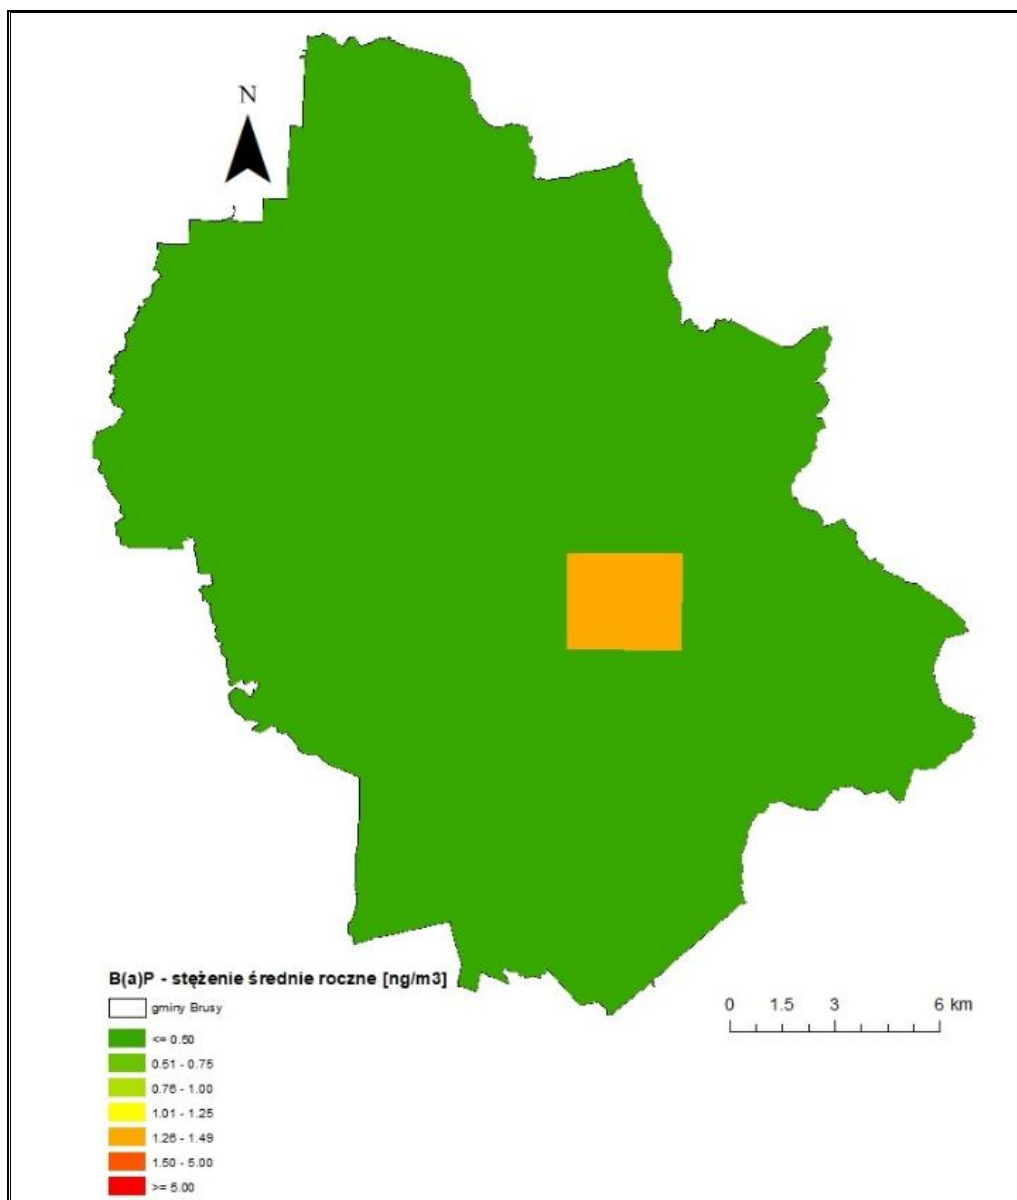 N
B(a)P - stężenie średnie roczne [ng/m3]
gminy Brusy
<= 0.50
0.51 - 0.75
0.76 - 1.00
1.01 - 1.25
1.26 - 1.49
1.50 - 5.00
>= 5.00
0 1.5 3 6 km